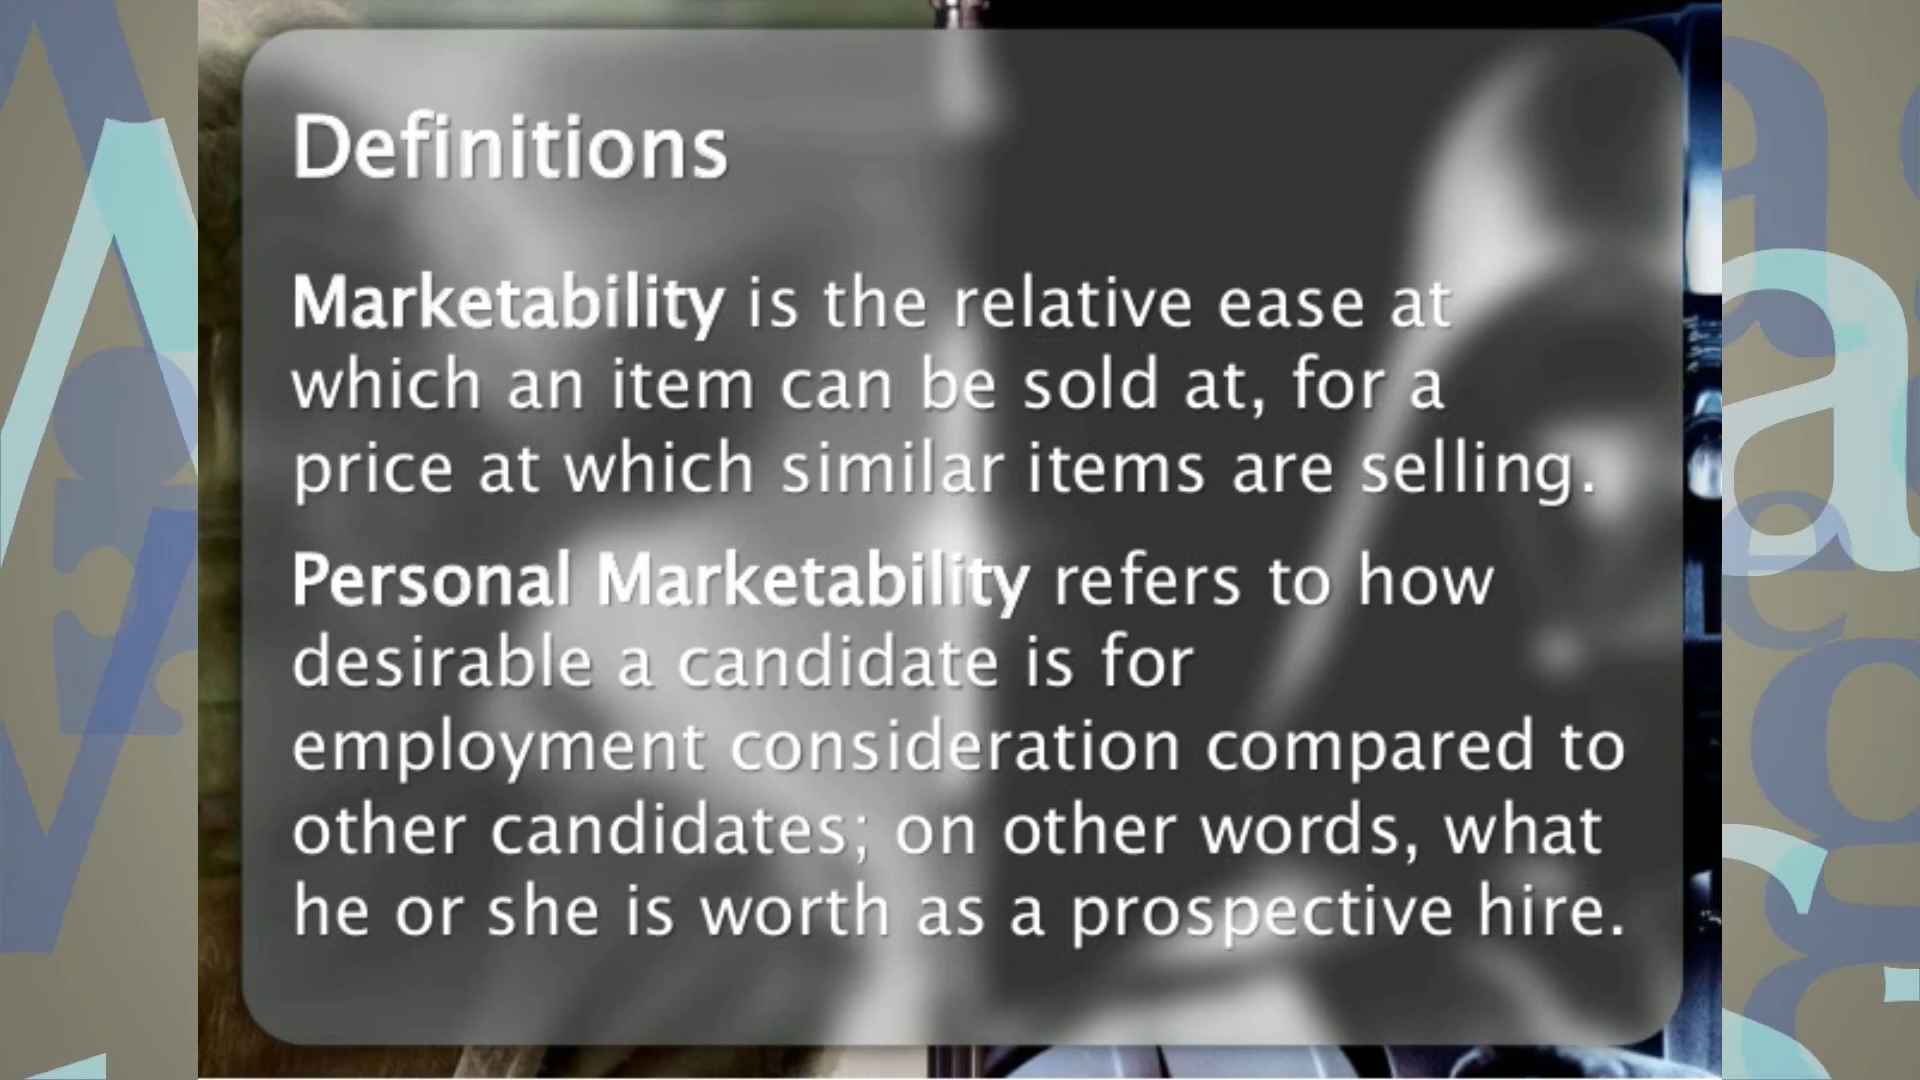 Definitions
Marketability is the relative ease at
which an item can be sold at, for a
price at which similar items are selling.
Personal Marketability refers to how
desirable a candidate is for
employment consideration compared to
other candidates; on other words, what
he or she is worth as a prospective hire.